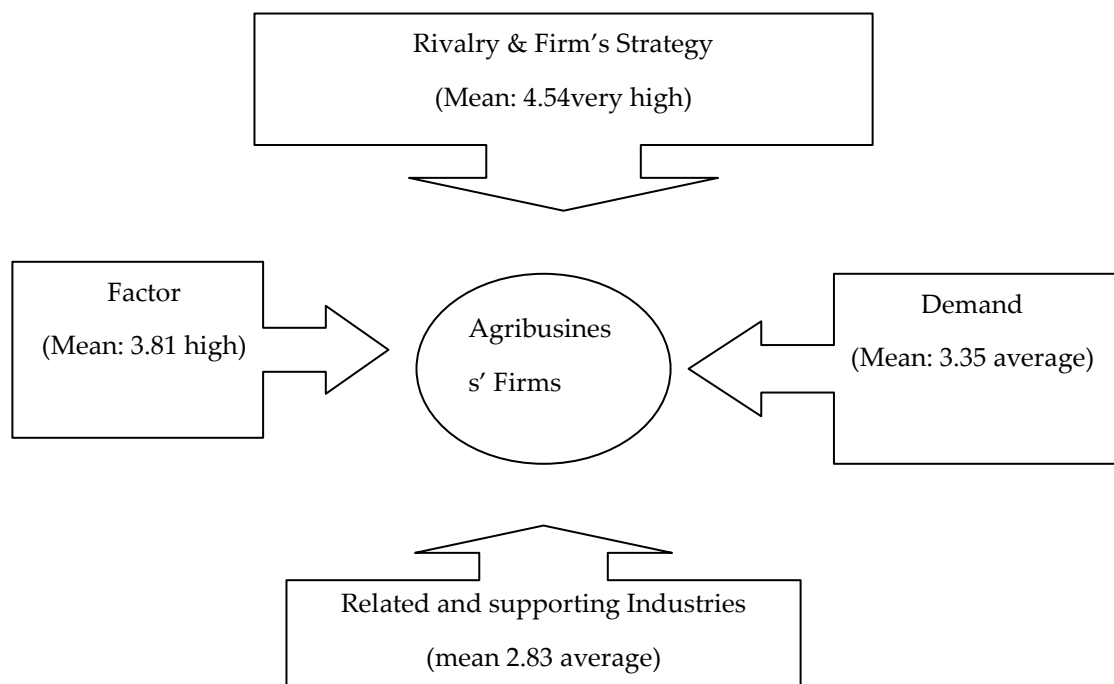 Rivalry & Firm’s Strategy
(Mean: 4.54very high)
Factor
(Mean: 3.81 high)
Agribusines
s’ Firms
Demand
(Mean: 3.35 average)
Related and supporting Industries
(mean 2.83 average)